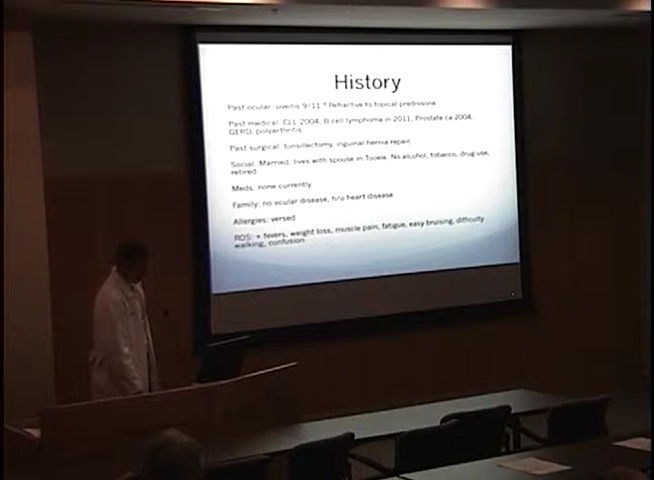 History
Past ocular: uveitis 9/11 ° Refractive to topical prednisone
Past medical: CLL 2004, B cell lymphoma in 2011, Prostate ca 2004,
GERD, polyarthritis
Past surgical: tonsillectomy, inguinal hernia repair,
Social: Married, lives with spouse in Tooele. No alcohol, tobacco, drug use,
retired
Meds: none currently
Family: no ocular disease, h/o heart disease
Allergies: versed
ROS: + fevers, weight loss, muscle pain, fatigue, easy bruising, difficulty
walking, confusion